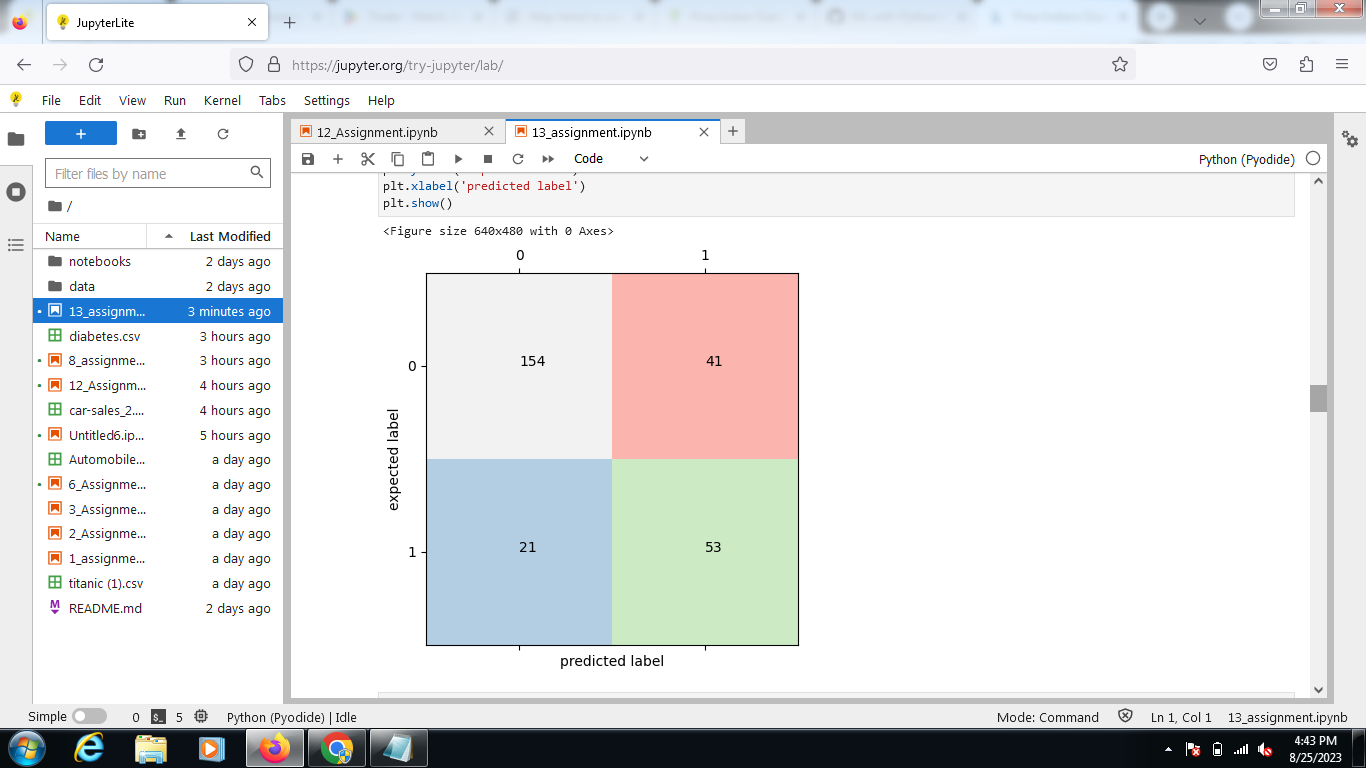 JupyterLite
https://jupyter.org/try-jupyter/lab/
File Edit View Run Kernel Tabs Settings Help
Filter files by name
/
Name Last Modified
notebooks 2 days ago
data 2 days ago
13_assignm... 3 minutes ago
diabetes.csv 3 hours ago
8_assignme... 3 hours ago
12_Assignm... 4 hours ago
car-sales_2.... 4 hours ago
Untitled6.ip... 5 hours ago
Automobile... a day ago
6_Assignme... a day ago
3_Assignme... a day ago
2_Assignme... a day ago
1_assignme... a day ago
titanic (1).csv a day ago
README.md 2 days ago
12_Assignment.ipynb 13_assignment.ipynb
Code Python (Pyodide)
plt.xlabel('predicted label')
plt.show()
<Figure size 640x480 with 0 Axes>
0 1
0 154 41
expected label
1 21 53
predicted label
Simple 0 5 Python (Pyodide) | Idle Mode: Command Ln 1, Col 1 13_assignment.ipynb
4:43 PM
8/25/2023